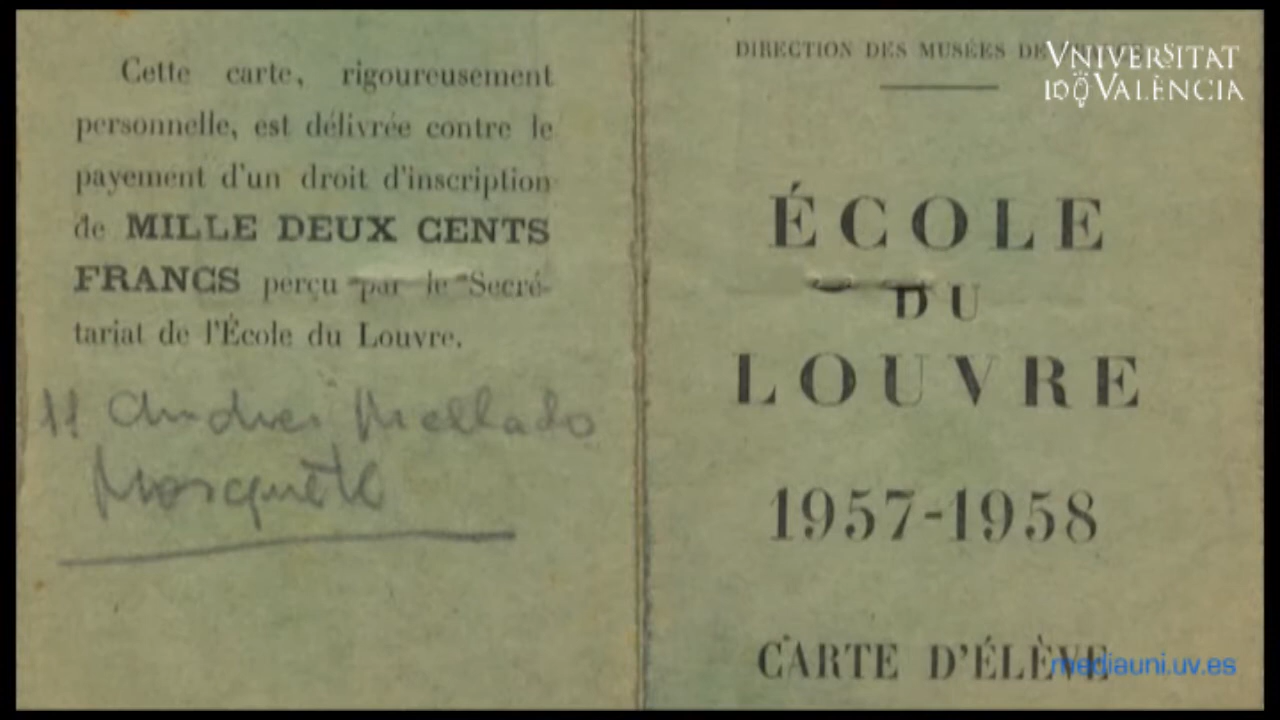 Cette carte, rigoureusement
personnelle, est délivrée contre le
payement d'un droit d'inscription
de MILLE DEUX CENTS
FRANCS perçu par le Secré-
tariat de l'École du Louvre.
11 Andres Mellado
DIRECTION DES MUSÉES DE
ÉCOLE
DU
LOUVRE
1957-1958
CARTE D'ÉLÈVE
VNIVERSITAT
ID VALÈNCIA
mediauni.uv.es